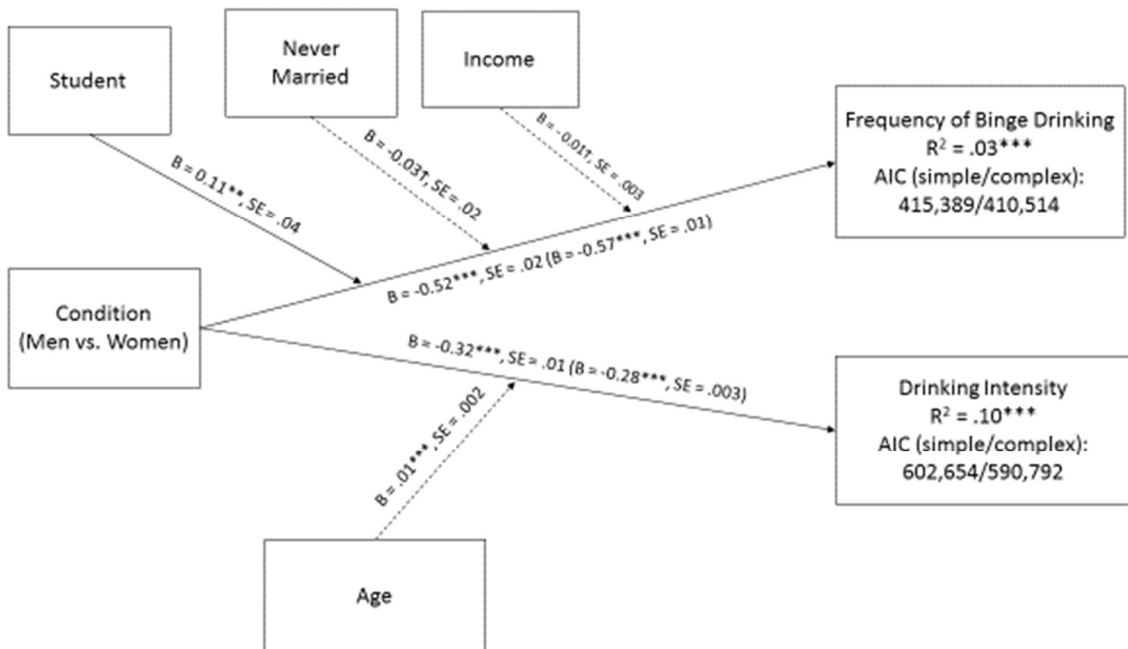 Student
Never
Married
Income
B = 0.11**, SE = .04
B = -0.03†, SE = .02
B = -0.01†, SE = .003
Frequency of Binge Drinking
R² = .03***
AIC (simple/complex):
415,389/410,514
Condition
(Men vs. Women)
B = -0.52***, SE = .02 (B = -0.57***, SE = .01)
B = -0.32***, SE = .01 (B = -0.28***, SE = .003)
Drinking Intensity
R² = .10***
AIC (simple/complex):
602,654/590,792
B = .01***, SE = .002
Age